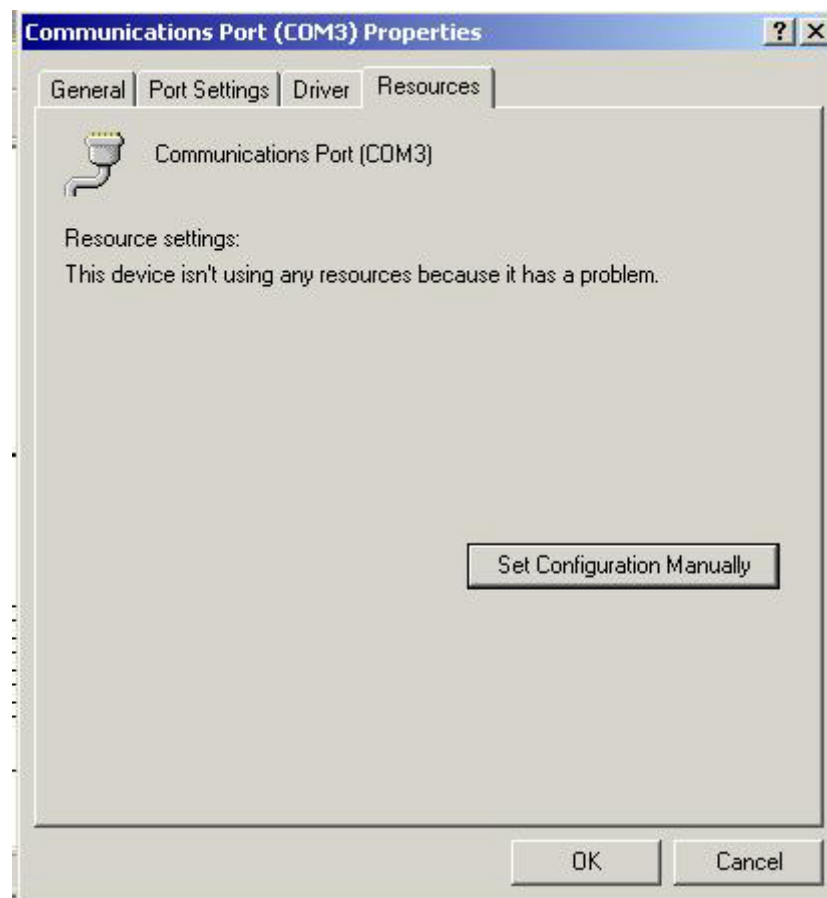 Communications Port (COM3) Properties
General Port Settings Driver Resources
Communications Port (COM3)
Resource settings:
This device isn't using any resources because it has a problem.
Set Configuration Manually
OK Cancel